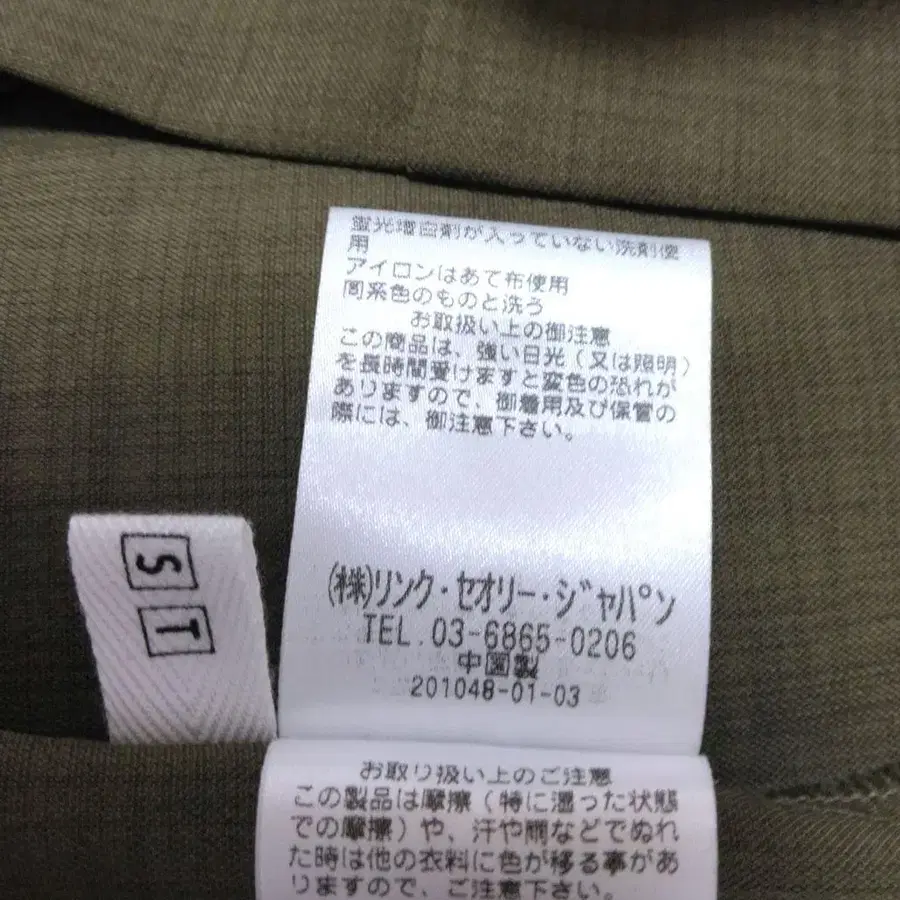 蛍光増白剤が入っていない洗剤使
用
アイロンはあて布使用
同系色のものと洗う
お取扱い上の御注意
この商品は、強い日光(又は照明)
を長時間受けますと変色の恐れが
ありますので、御着用及び保管の
際には、御注意下さい。
(株)リンク・セオリー・ジャパン
TEL. 03-6865-0206
中国製
201048-01-03
S T
お取り扱い上のご注意
この製品は摩擦(特に湿った状態
での摩擦)や、汗や雨などでぬれ
た時は他の衣料に色が移る事があ
りますので、ご注意下さい。